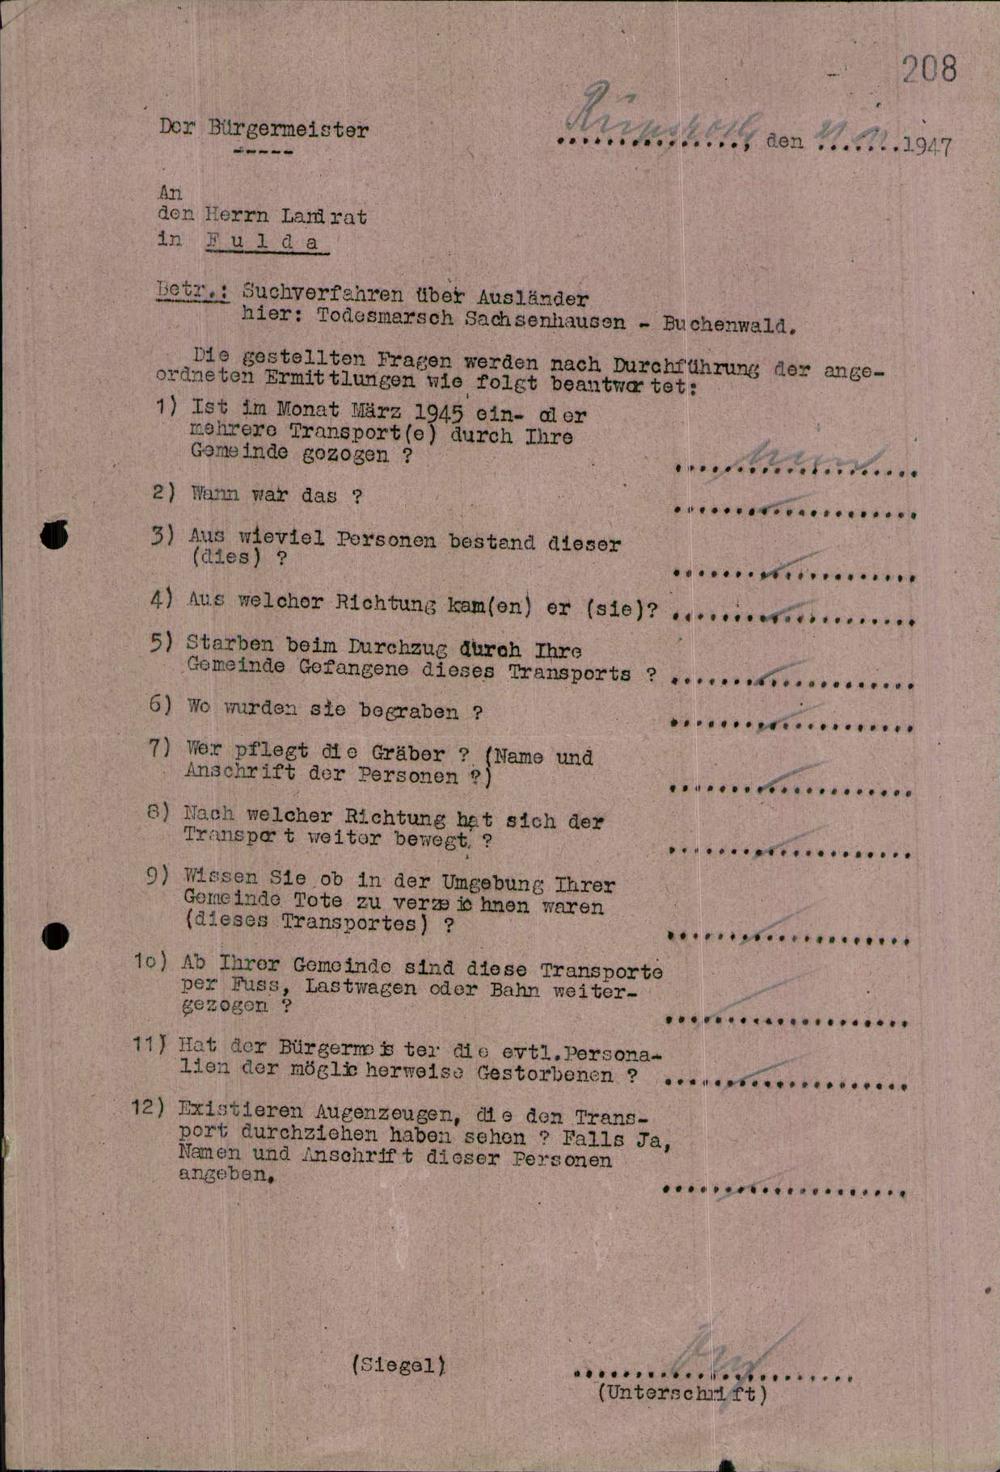 208
Der Bürgermeister
-----
................., den ........1947
An
den Herrn Landrat
in Fulda
Betr.: Suchverfahren über Ausländer
hier: Todesmarsch Sachsenhausen - Buchenwald.
Die gestellten Fragen werden nach Durchführung der ange-
ordneten Ermittlungen wie folgt beantwortet:
1) Ist im Monat März 1945 ein- oder
mehrere Transport(e) durch Ihre
Gemeinde gezogen ? nein
2) Wann war das ?
3) Aus wieviel Personen bestand dieser
(dies) ?
4) Aus welcher Richtung kam(en) er (sie)?
5) Starben beim Durchzug durch Ihre
Gemeinde Gefangene dieses Transports ?
6) Wo wurden sie begraben ?
7) Wer pflegt die Gräber ? (Name und
Anschrift der Personen ?)
8) Nach welcher Richtung hat sich der
Transport weiter bewegt ?
9) Wissen Sie ob in der Umgebung Ihrer
Gemeinde Tote zu verzeichnen waren
(dieses Transportes) ?
1o) Ab Ihrer Gemeinde sind diese Transporte
per Fuss, Lastwagen oder Bahn weiter-
gezogen ?
11) Hat der Bürgermeister die evtl.Persona-
lien der möglicherweise Gestorbenen ?
12) Existieren Augenzeugen, die den Trans-
port durchziehen haben sehen ? Falls Ja,
Namen und Anschrift dieser Personen
angeben.
(Siegel)
(Unterschrift)